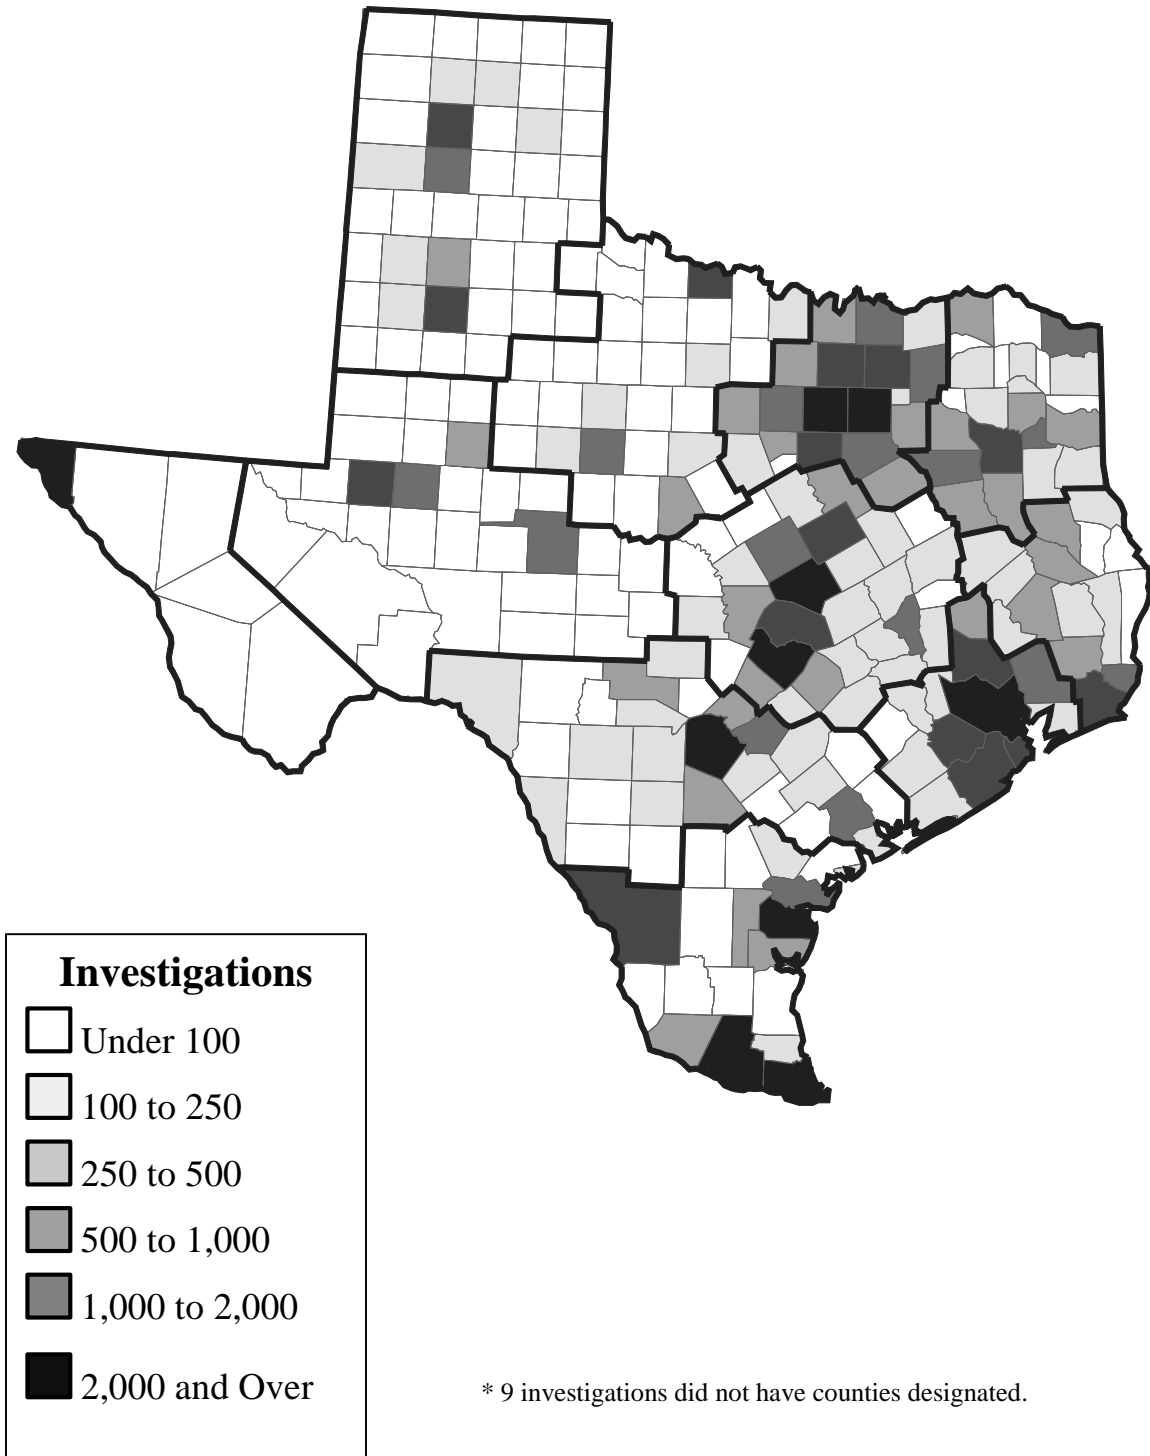 Investigations
Under 100
100 to 250
250 to 500
500 to 1,000
1,000 to 2,000
2,000 and Over
* 9 investigations did not have counties designated.